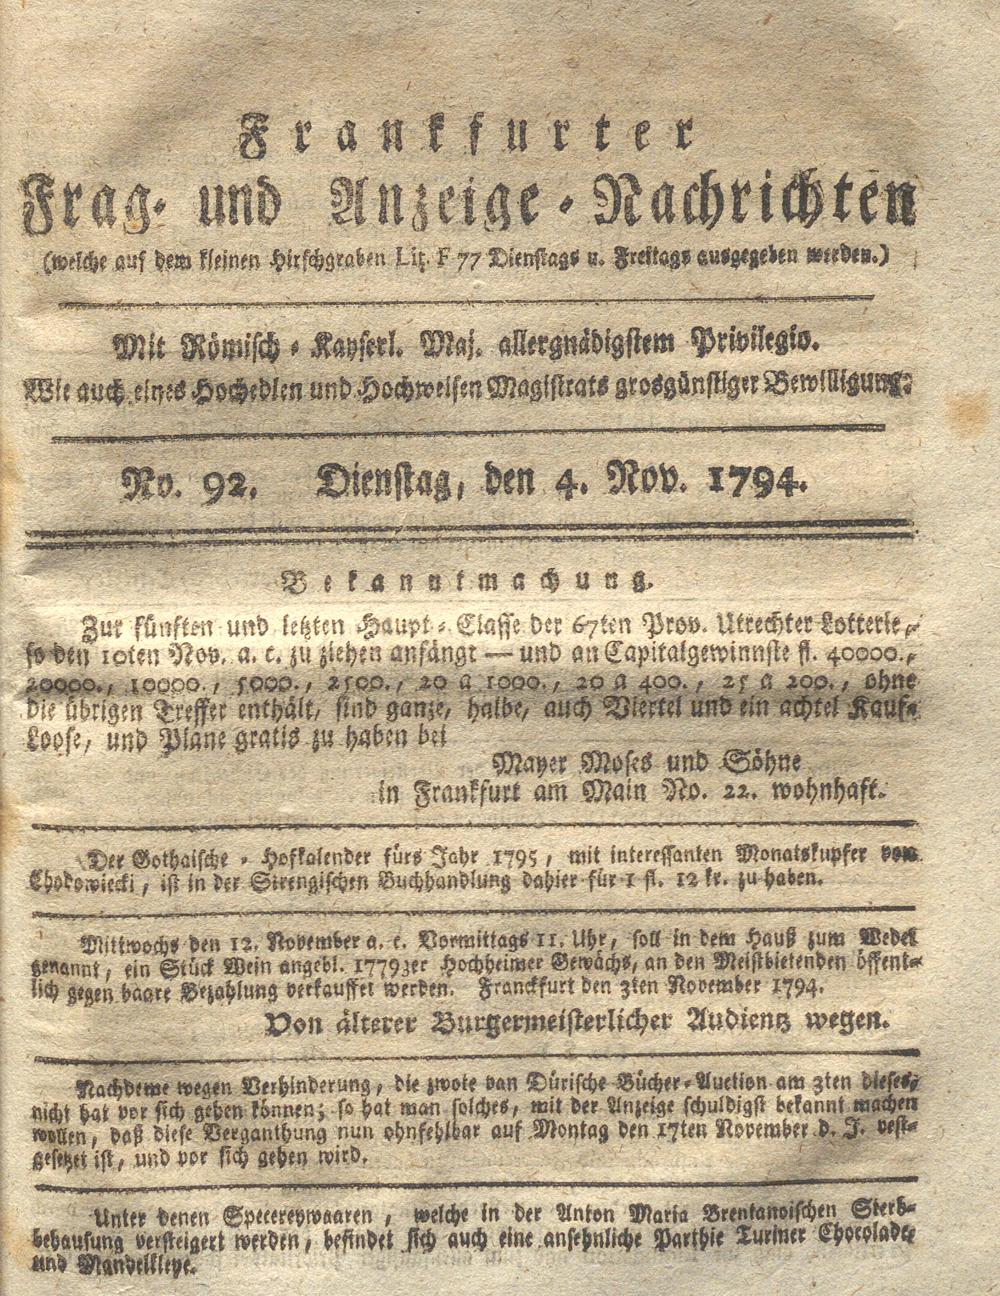 Frankfurter
Frag- und Anzeige-Nachrichten
(welche auf dem kleinen Hirschgraben Lit. F 77 Dienstags u. Freitags ausgegeben werden.)
Mit Römisch-Kayserl. Maj. allergnädigstem Privilegio.
Wie auch eines Hochedlen und Hochweisen Magistrats grosgünstiger Bewilligung.
No. 92. Dienstag, den 4. Nov. 1794.
Bekanntmachung.
Zur fünften und letzten Haupt-Classe der 67ten Prov. Utrechter Lotterie,
so den 10ten Nov. a. c. zu ziehen anfängt — und an Capitalgewinnste fl. 40000.,
20000., 10000., 5000., 2500., 20 a 1000., 20 a 400., 25 a 200., ohne
die übrigen Treffer enthält, sind ganze, halbe, auch Viertel und ein achtel Kauf-
Loose, und Plane gratis zu haben bei
Mayer Moses und Söhne
in Frankfurt am Main No. 22. wohnhaft.
Der Gothaische-Hofkalender fürs Jahr 1795, mit interessanten Monatskupfer vom
Chodowiecki, ist in der Strengischen Buchhandlung dahier für 1 fl. 12 kr. zu haben.
Mittwochs den 12. November a. c. Vormittags 11. Uhr, soll in dem Hauß zum Wedel
genannt, ein Stück Wein angebl. 1779ger Hochheimer Gewächs, an den Meistbietenden öffent-
lich gegen baare Bezahlung verkauffet werden. Franckfurt den 3ten November 1794.
Von älterer Burgermeisterlicher Audientz wegen.
Nachdeme wegen Verhinderung, die zwote van Dürische Bücher-Auction am 3ten dieses,
nicht hat vor sich gehen können; so hat man solches, mit der Anzeige schuldigst bekannt machen
wollen, daß diese Verganthung nun ohnfehlbar auf Montag den 17ten November d. J. vest-
gesetzet ist, und vor sich gehen wird.
Unter denen Specereywaaren, welche in der Anton Maria Brentanoischen Sterb-
behausung versteigert werden, befindet sich auch eine ansehnliche Parthie Turiner Chocolade,
und Mandelkleye.